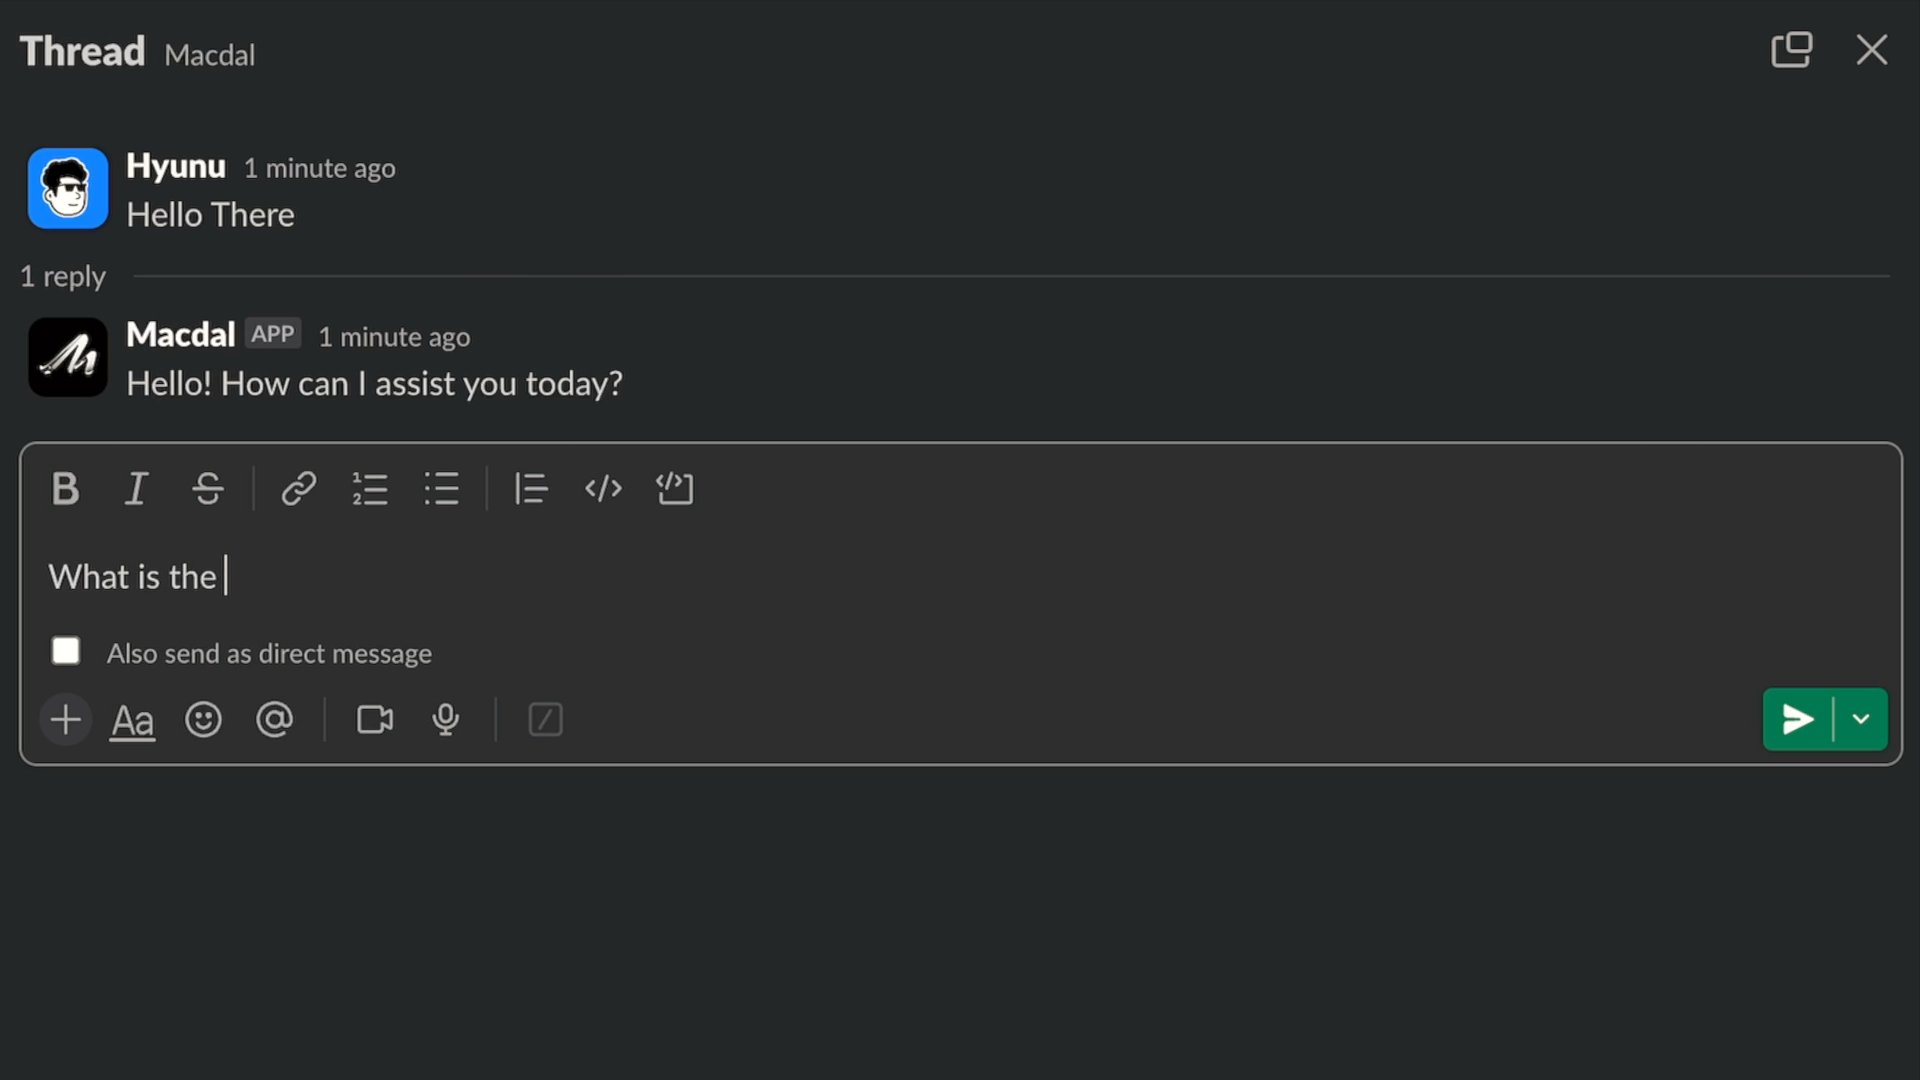 Thread Macdal
Hyunu 1 minute ago
Hello There
1 reply
Macdal APP 1 minute ago
Hello! How can I assist you today?
What is the
Also send as direct message
Aa